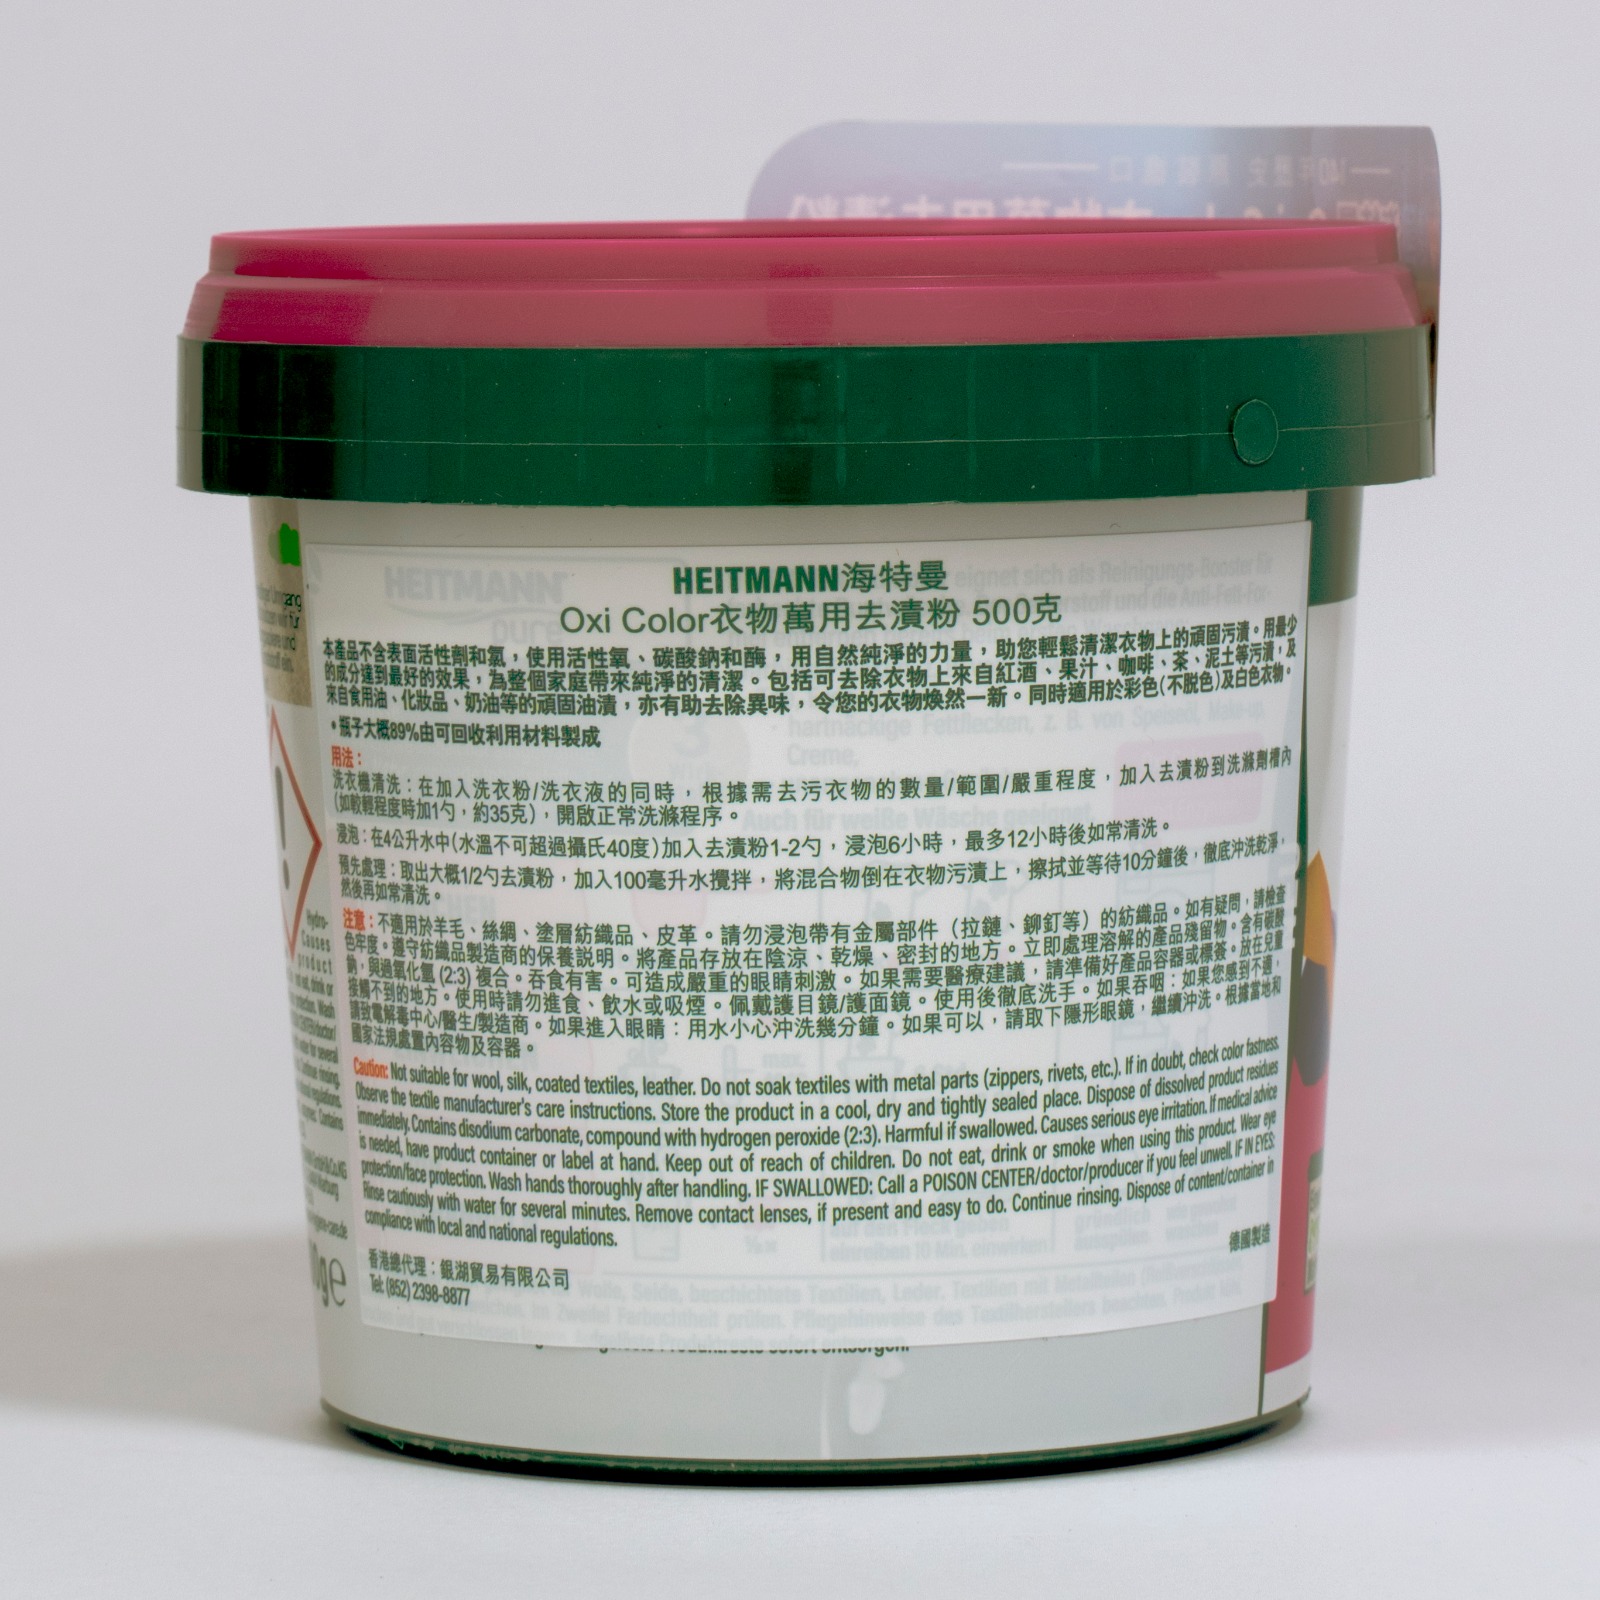 HEITMANN海特曼
Oxi Color衣物萬用去漬粉 500克
本產品不含表面活性劑和氯，使用活性氧、碳酸鈉和酶，用自然純淨的力量，助您輕鬆清潔衣物上的頑固污漬。用最少
的成分達到最好的效果，為整個家庭帶來純淨的清潔。包括可去除衣物上來自紅酒、果汁、咖啡、茶、泥土等污漬，及
來自食用油、化妝品、奶油等的頑固油漬，亦有助去除異味，令您的衣物煥然一新。同時適用於彩色(不脫色)及白色衣物。
• 瓶子大概89%由可回收利用材料製成
用法：
洗衣機清洗：在加入洗衣粉/洗衣液的同時，根據需去污衣物的數量/範圍/嚴重程度，加入去漬粉到洗滌劑槽內
(如較輕程度時加1勺，約35克)，開啟正常洗滌程序。
浸泡：在4公升水中(水溫不可超過攝氏40度)加入去漬粉1-2勺，浸泡6小時，最多12小時後如常清洗。
預先處理：取出大概1/2勺去漬粉，加入100毫升水攪拌，將混合物倒在衣物污漬上，擦拭並等待10分鐘後，徹底沖洗乾淨，
然後再如常清洗。
注意：不適用於羊毛、絲綢、塗層紡織品、皮革。請勿浸泡帶有金屬部件（拉鏈、鉚釘等）的紡織品。如有疑問，請檢查
色牢度。遵守紡織品製造商的保養説明。將產品存放在陰涼、乾燥、密封的地方。立即處理溶解的產品殘留物。含有碳酸
鈉，與過氧化氫 (2:3) 複合。吞食有害。可造成嚴重的眼睛刺激。如果需要醫療建議，請準備好產品容器或標簽。放在兒童
接觸不到的地方。使用時請勿進食、飲水或吸煙。佩戴護目鏡/護面鏡。使用後徹底洗手。如果吞咽：如果您感到不適，
請致電解毒中心/醫生/製造商。如果進入眼睛：用水小心沖洗幾分鐘。如果可以，請取下隱形眼鏡，繼續沖洗。根據當地和
國家法規處置內容物及容器。
Caution: Not suitable for wool, silk, coated textiles, leather. Do not soak textiles with metal parts (zippers, rivets, etc.). If in doubt, check color fastness.
Observe the textile manufacturer's care instructions. Store the product in a cool, dry and tightly sealed place. Dispose of dissolved product residues
immediately. Contains disodium carbonate, compound with hydrogen peroxide (2:3). Harmful if swallowed. Causes serious eye irritation. If medical advice
is needed, have product container or label at hand. Keep out of reach of children. Do not eat, drink or smoke when using this product. Wear eye
protection/face protection. Wash hands thoroughly after handling. IF SWALLOWED: Call a POISON CENTER/doctor/producer if you feel unwell. IF IN EYES:
Rinse cautiously with water for several minutes. Remove contact lenses, if present and easy to do. Continue rinsing. Dispose of content/container in
compliance with local and national regulations.
德國製造
香港總代理：銀湖貿易有限公司
Tel: (852) 2398-8877